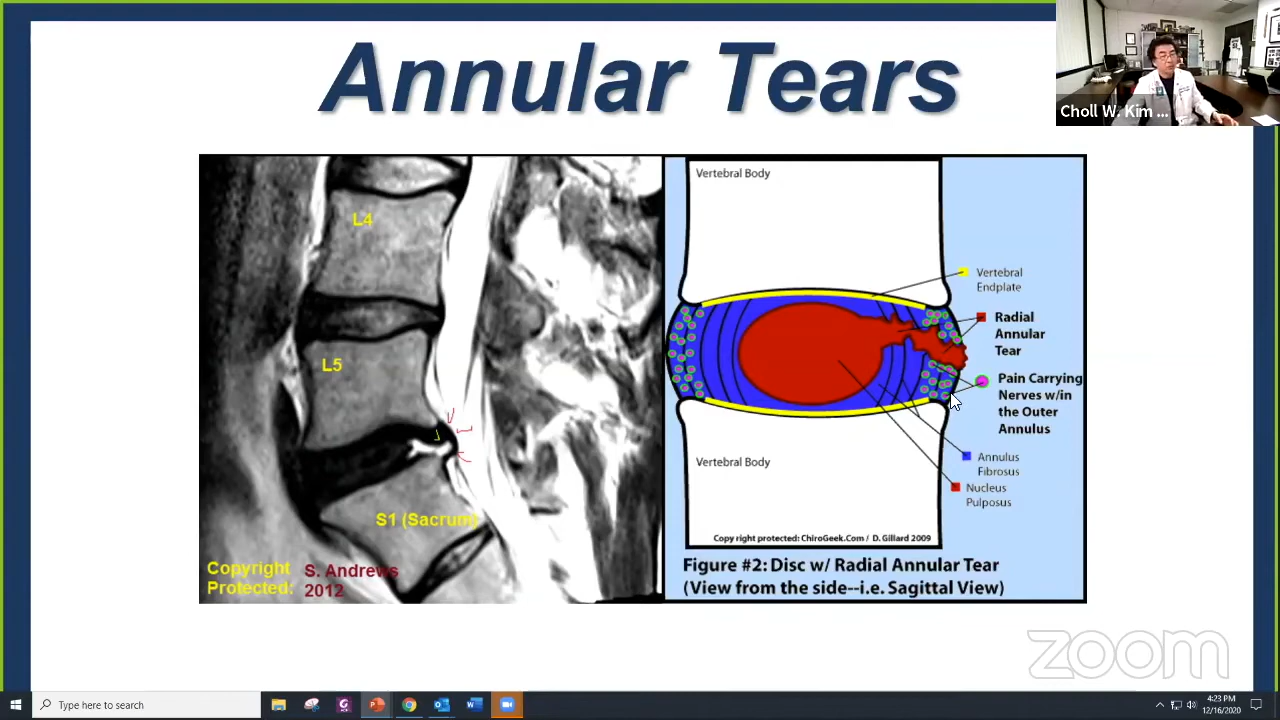 Annular Tears
Choll W. Kim ...
L4
L5
S1 (Sacrum)
Copyright
Protected:
S. Andrews
2012
Vertebral Body
Vertebral
Endplate
Radial
Annular
Tear
Pain Carrying
Nerves w/in
the Outer
Annulus
Annulus
Fibrosis
Nucleus
Pulposus
Vertebral Body
Copy right protected: ChiroGeek.Com / D. Gillard 2009
Figure #2: Disc w/ Radial Annular Tear
(View from the side--i.e. Sagittal View)
zoom
Type here to search
4:23 PM
12/16/2020